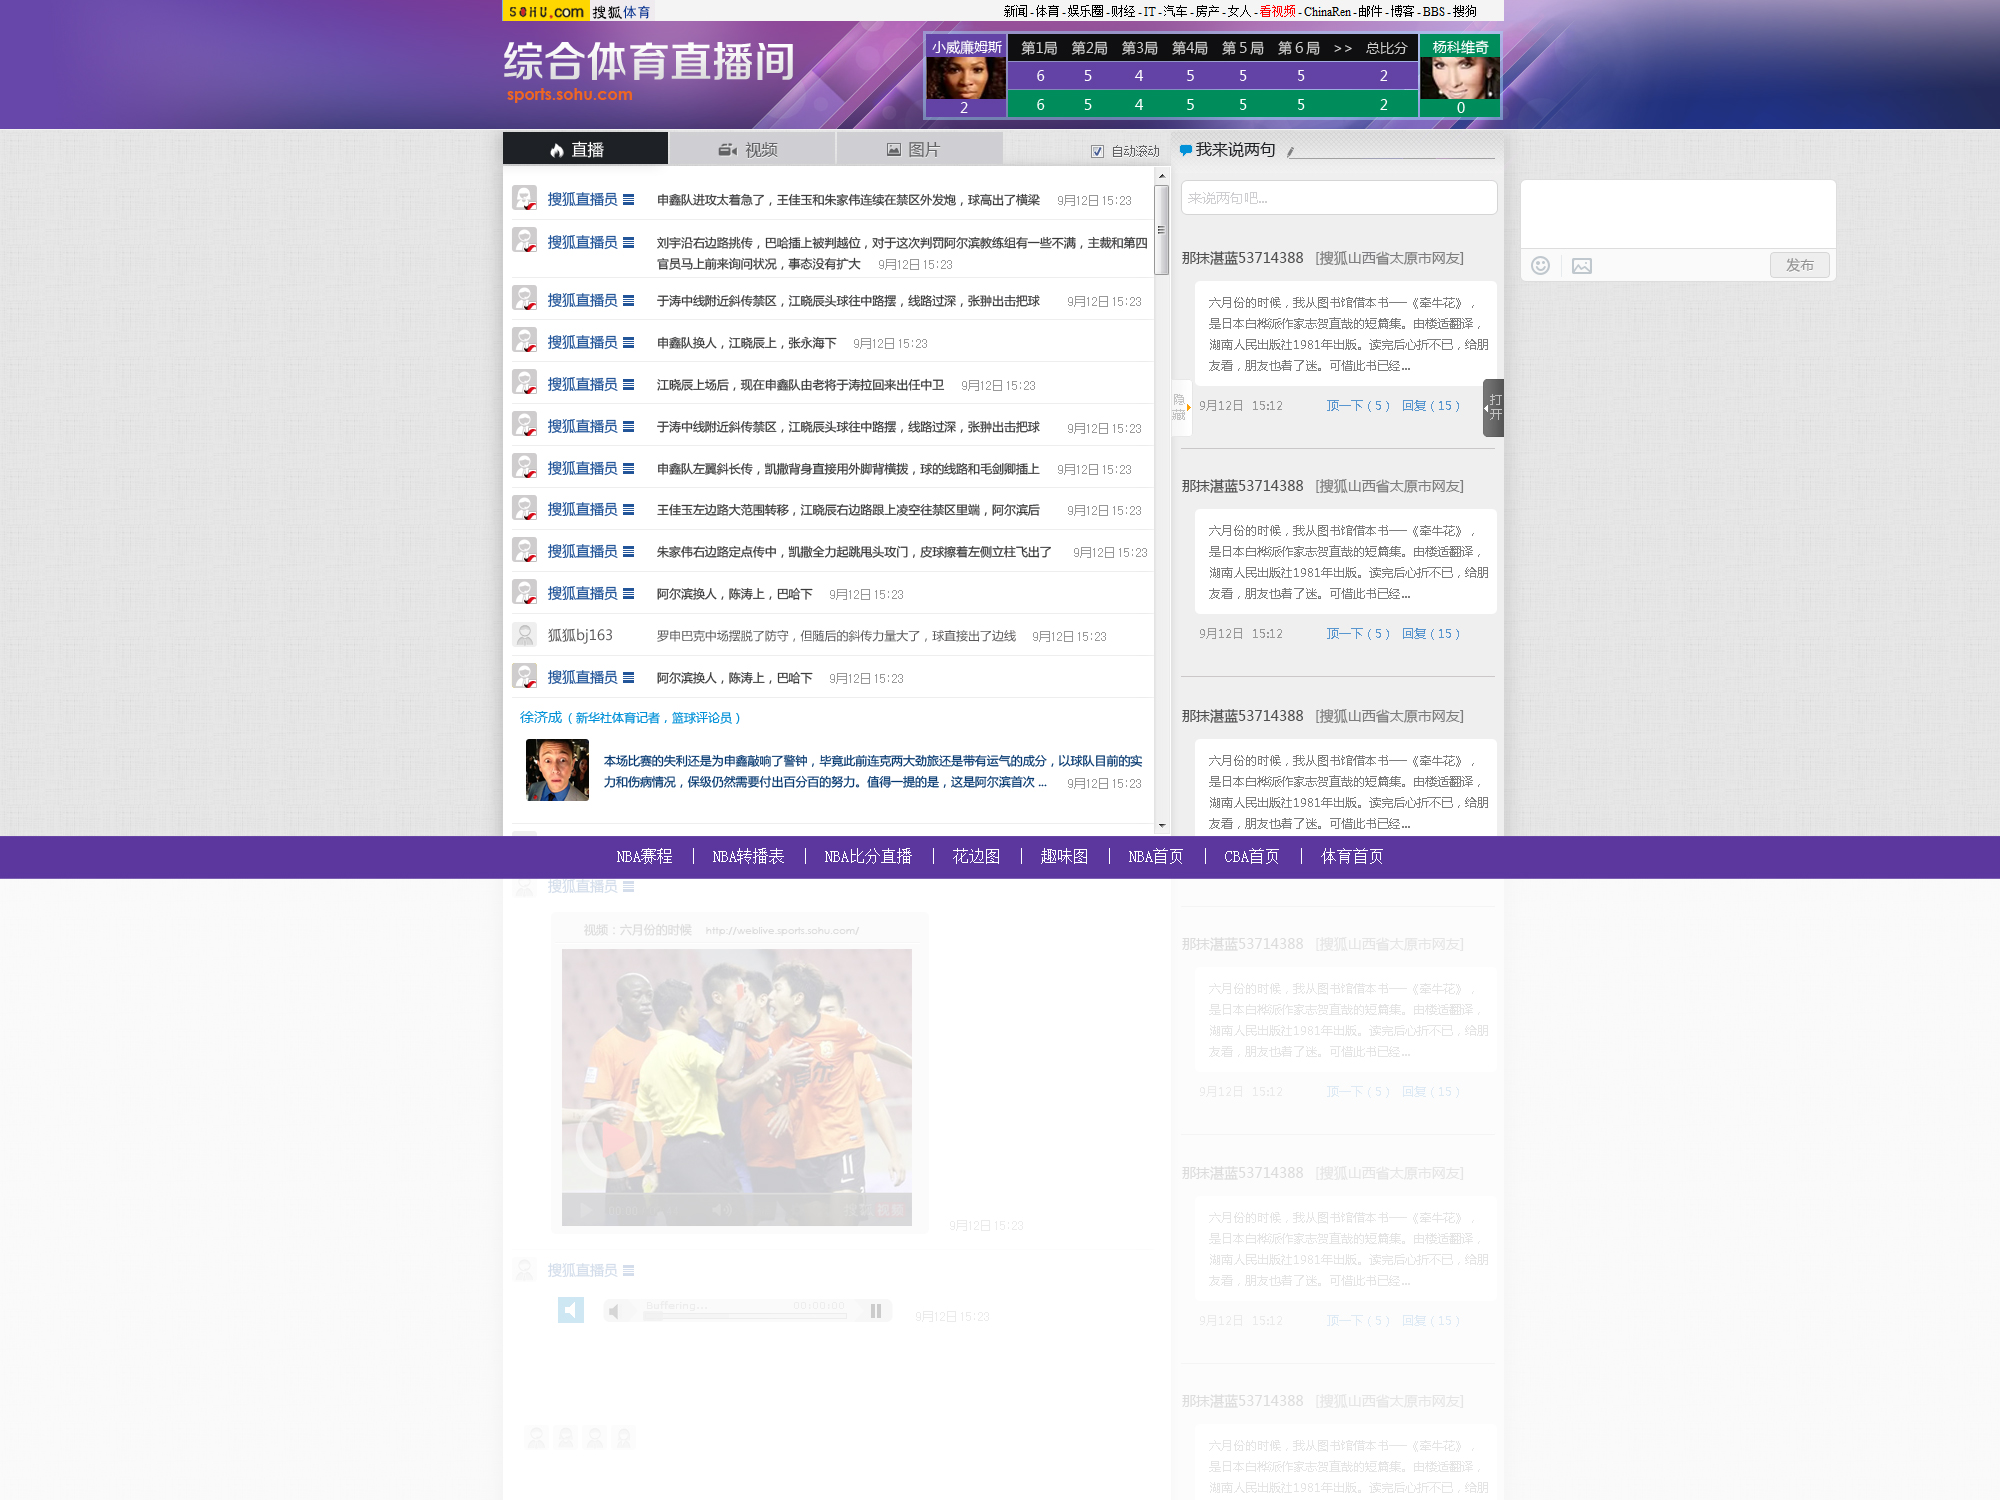 SOHU.com 搜狐体育
新闻-体育-娱乐圈-财经-IT-汽车-房产-女人-看视频-ChinaRen-邮件-博客-BBS-搜狗
综合体育直播间
sports.sohu.com
小威廉姆斯 第1局 第2局 第3局 第4局 第5局 第6局 >> 总比分 杨科维奇
6 5 4 5 5 5 2
6 5 4 5 5 5 2
2 0
直播 视频 图片 自动滚动
搜狐直播员 申鑫队进攻太着急了，王佳玉和朱家伟连续在禁区外发炮，球高出了横梁 9月12日 15:23
搜狐直播员 刘宇沿右边路挑传，巴哈插上被判越位，对于这次判罚阿尔滨教练组有一些不满，主裁和第四
官员马上前来询问状况，事态没有扩大 9月12日 15:23
搜狐直播员 于涛中线附近斜传禁区，江晓辰头球往中路摆，线路过深，张翀出击把球 9月12日 15:23
搜狐直播员 申鑫队换人，江晓辰上，张永海下 9月12日 15:23
搜狐直播员 江晓辰上场后，现在申鑫队由老将于涛拉回来出任中卫 9月12日 15:23
搜狐直播员 于涛中线附近斜传禁区，江晓辰头球往中路摆，线路过深，张翀出击把球 9月12日 15:23
搜狐直播员 申鑫队左翼斜长传，凯撒背身直接用外脚背横拨，球的线路和毛剑卿插上 9月12日 15:23
搜狐直播员 王佳玉左边路大范围转移，江晓辰右边路跟上凌空往禁区里端，阿尔滨后 9月12日 15:23
搜狐直播员 朱家伟右边路定点传中，凯撒全力起跳甩头攻门，皮球擦着左侧立柱飞出了 9月12日 15:23
搜狐直播员 阿尔滨换人，陈涛上，巴哈下 9月12日 15:23
狐狐bj163 罗申巴克中场摆脱了防守，但随后的斜传力量大了，球直接出了边线 9月12日 15:23
搜狐直播员 阿尔滨换人，陈涛上，巴哈下 9月12日 15:23
徐济成（新华社体育记者，篮球评论员）
本场比赛的失利还是为申鑫敲响了警钟，毕竟此前连克两大劲旅还是带有运气的成分，以球队目前的实
力和伤病情况，保级仍然需要付出百分百的努力。值得一提的是，这是阿尔滨首次 ... 9月12日 15:23
我来说两句
来说两句吧...
那抹湛蓝53714388 [搜狐山西省太原市网友]
六月份的时候，我从图书馆借本书——《牵牛花》，
是日本白桦派作家志贺直哉的短篇集。由楼适翻译，
湖南人民出版社1981年出版。读完后心折不已，给朋
友看，朋友也着了迷。可惜此书已经...
隐藏
打开
9月12日 15:12 顶一下（5） 回复（15）
那抹湛蓝53714388 [搜狐山西省太原市网友]
六月份的时候，我从图书馆借本书——《牵牛花》，
是日本白桦派作家志贺直哉的短篇集。由楼适翻译，
湖南人民出版社1981年出版。读完后心折不已，给朋
友看，朋友也着了迷。可惜此书已经...
9月12日 15:12 顶一下（5） 回复（15）
那抹湛蓝53714388 [搜狐山西省太原市网友]
六月份的时候，我从图书馆借本书——《牵牛花》，
是日本白桦派作家志贺直哉的短篇集。由楼适翻译，
湖南人民出版社1981年出版。读完后心折不已，给朋
友看，朋友也着了迷。可惜此书已经...
发布
NBA赛程 | NBA转播表 | NBA比分直播 | 花边图 | 趣味图 | NBA首页 | CBA首页 | 体育首页
搜狐直播员
视频：六月份的时候 http://weblive.sports.sohu.com/
11
00:00
搜狐视频
9月12日 15:23
搜狐直播员
Buffering... 00/00:00
9月12日 15:23
那抹湛蓝53714388 [搜狐山西省太原市网友]
六月份的时候，我从图书馆借本书——《牵牛花》，
是日本白桦派作家志贺直哉的短篇集。由楼适翻译，
湖南人民出版社1981年出版。读完后心折不已，给朋
友看，朋友也着了迷。可惜此书已经...
9月12日 15:12 顶一下（5） 回复（15）
那抹湛蓝53714388 [搜狐山西省太原市网友]
六月份的时候，我从图书馆借本书——《牵牛花》，
是日本白桦派作家志贺直哉的短篇集。由楼适翻译，
湖南人民出版社1981年出版。读完后心折不已，给朋
友看，朋友也着了迷。可惜此书已经...
9月12日 15:12 顶一下（5） 回复（15）
那抹湛蓝53714388 [搜狐山西省太原市网友]
六月份的时候，我从图书馆借本书——《牵牛花》，
是日本白桦派作家志贺直哉的短篇集。由楼适翻译，
湖南人民出版社1981年出版。读完后心折不已，给朋